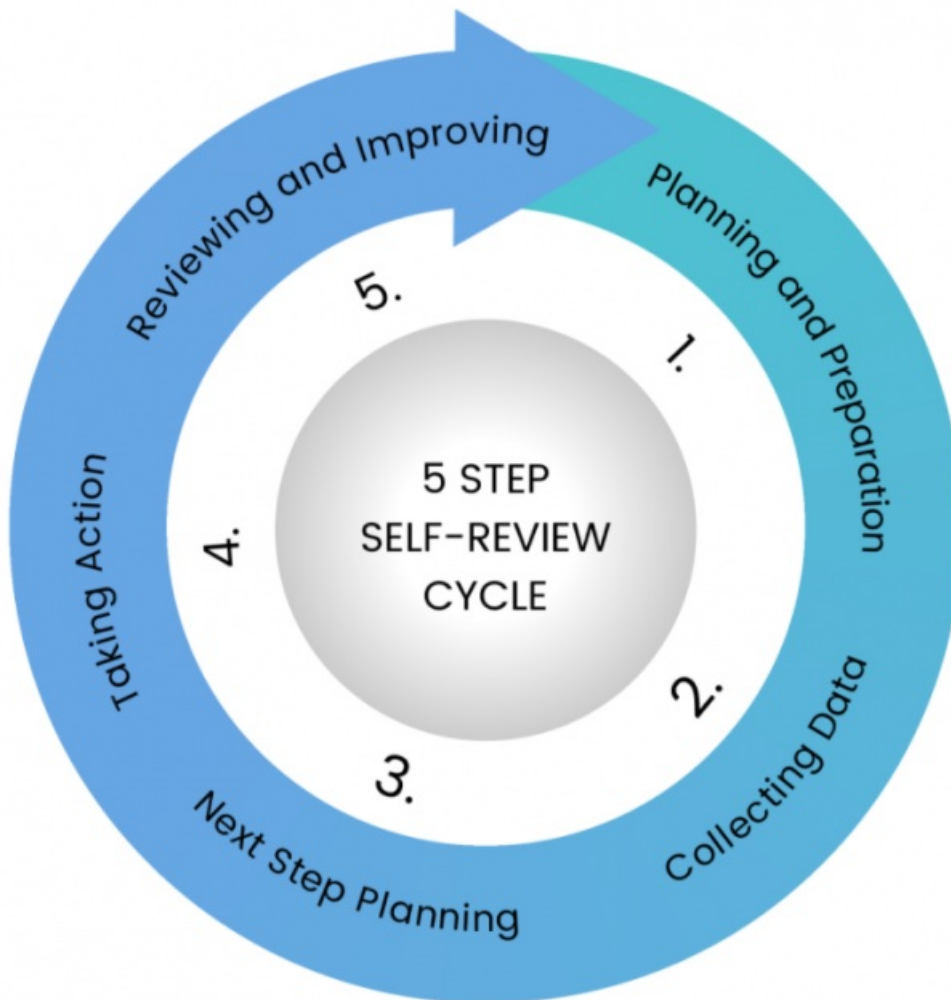 5 STEP
SELF-REVIEW
CYCLE
1.
Planning and Preparation
2.
Collecting Data
3.
Next Step Planning
4.
Taking Action
5.
Reviewing and Improving